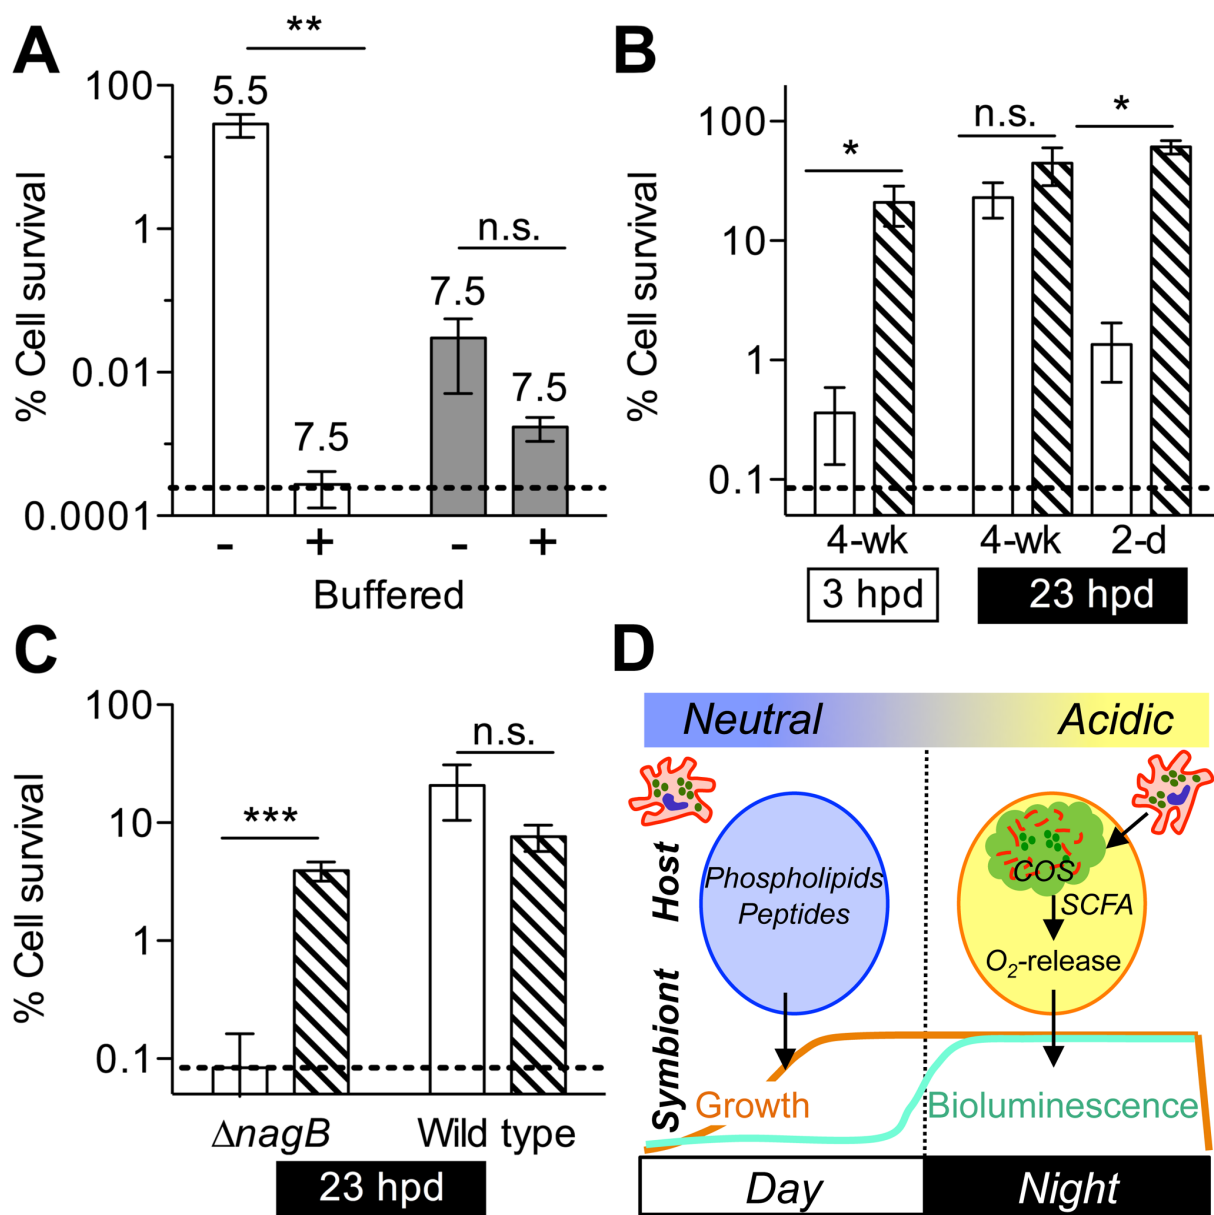 A
**
100
5.5
1
n.s.
7.5
0.01
7.5
7.5
0.0001
% Cell survival
- + - +
Buffered
B
100
n.s.
*
*
10
1
0.1
% Cell survival
4-wk 4-wk 2-d
3 hpd 23 hpd
C
100
n.s.
10
***
1
0.1
% Cell survival
ΔnagB Wild type
23 hpd
D
Neutral Acidic
Host
Phospholipids
Peptides
COS
SCFA
O2-release
Symbiont
Growth Bioluminescence
Day Night